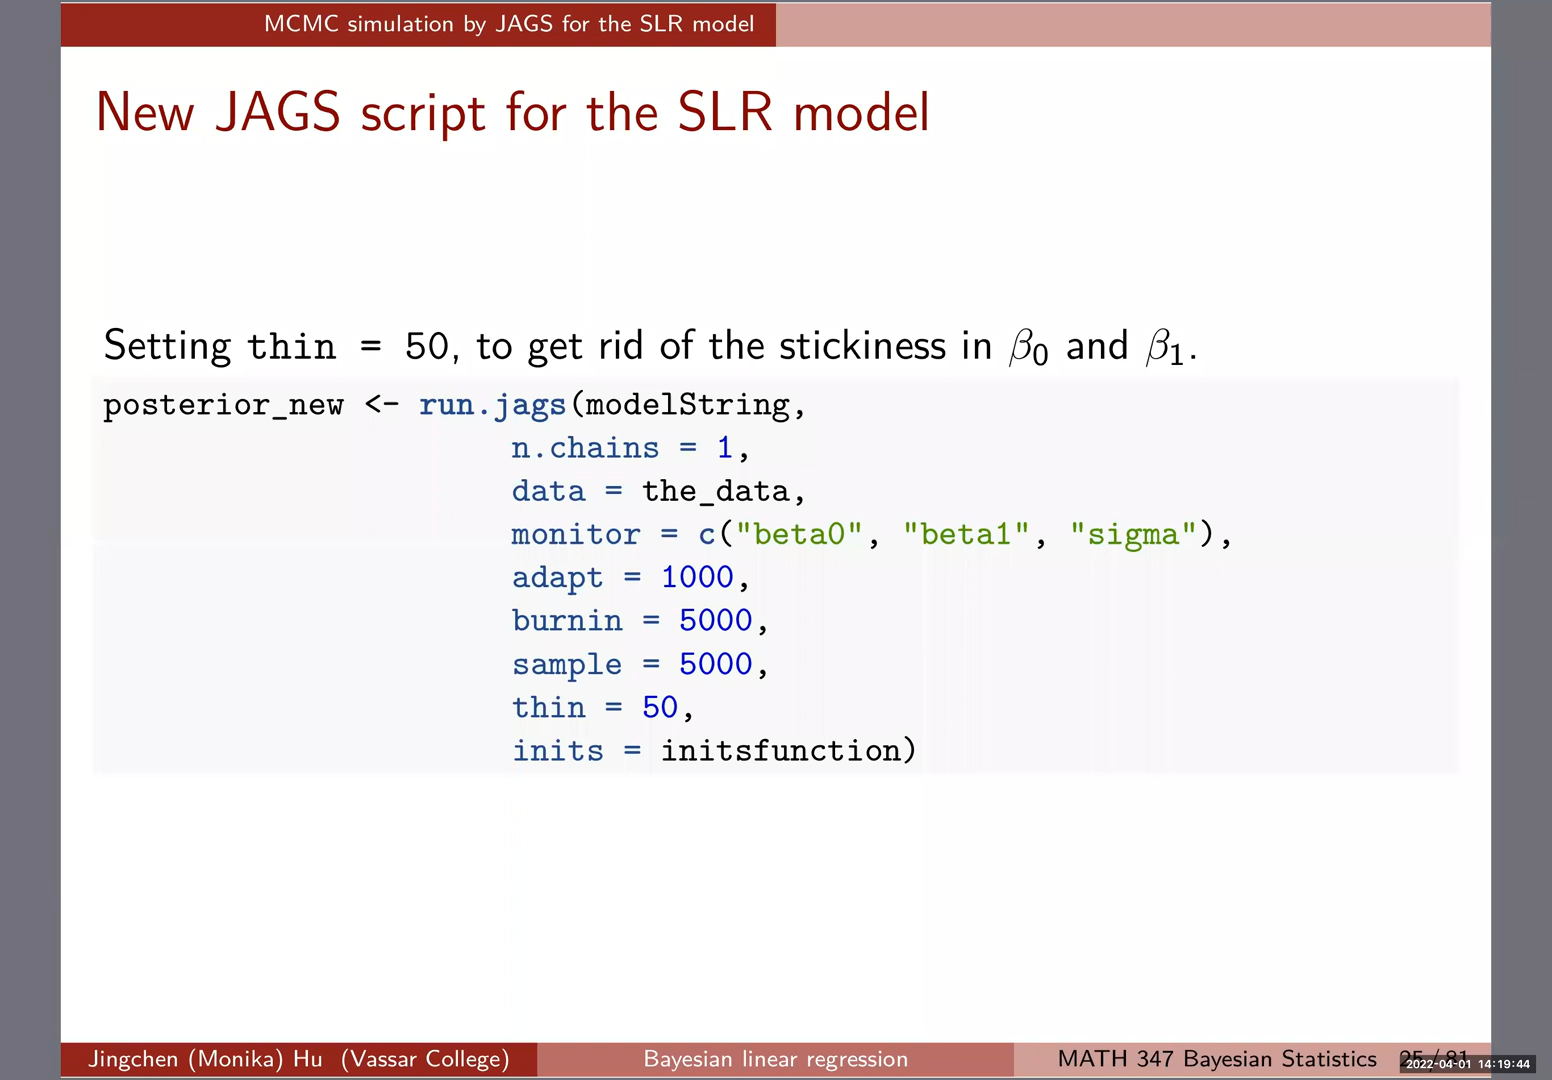 MCMC simulation by JAGS for the SLR model
New JAGS script for the SLR model
Setting thin = 50, to get rid of the stickiness in β0 and β1.
posterior_new <- run.jags(modelString,
n.chains = 1,
data = the_data,
monitor = c("beta0", "beta1", "sigma"),
adapt = 1000,
burnin = 5000,
sample = 5000,
thin = 50,
inits = initsfunction)
Jingchen (Monika) Hu (Vassar College) Bayesian linear regression MATH 347 Bayesian Statistics 25 / 81
2022-04-01 14:19:44